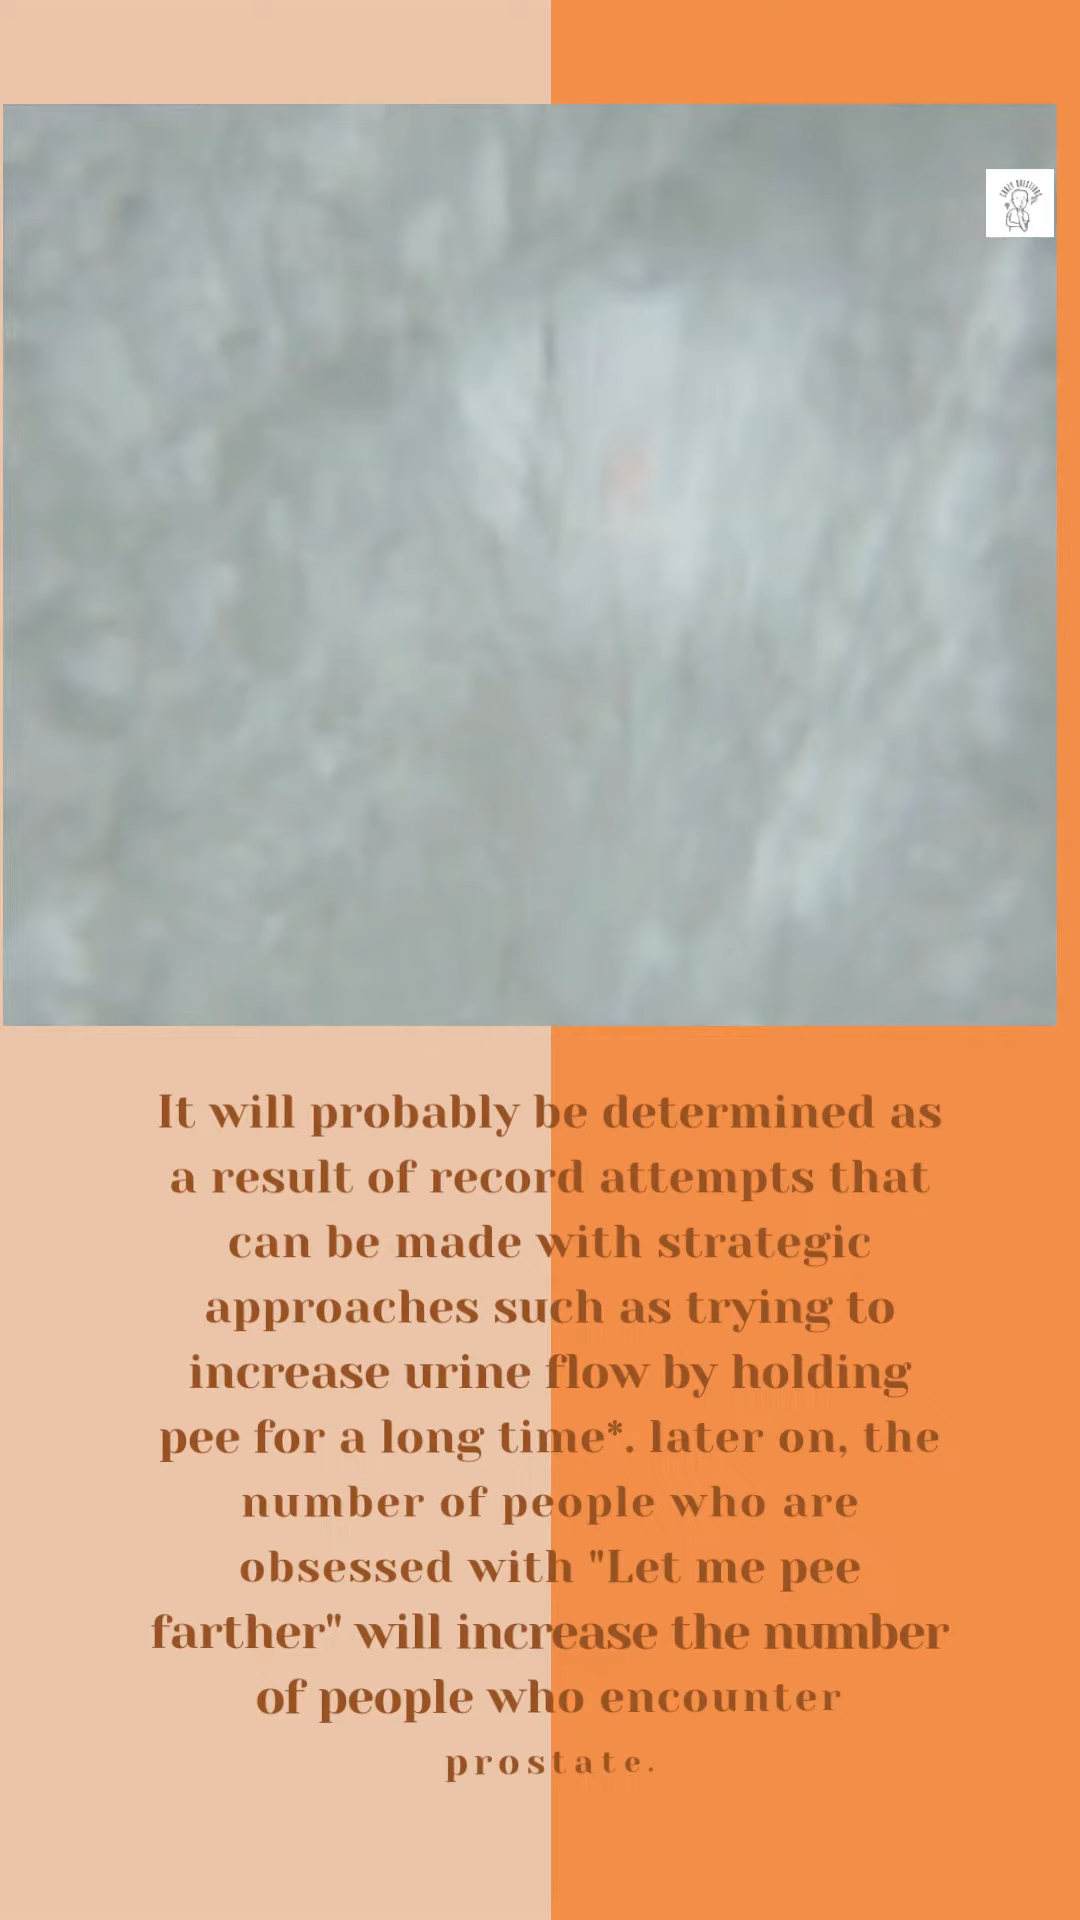 CRAZY QUESTIONS
It will probably be determined as
a result of record attempts that
can be made with strategic
approaches such as trying to
increase urine flow by holding
pee for a long time*. later on, the
number of people who are
obsessed with "Let me pee
farther" will increase the number
of people who encounter
prostate.